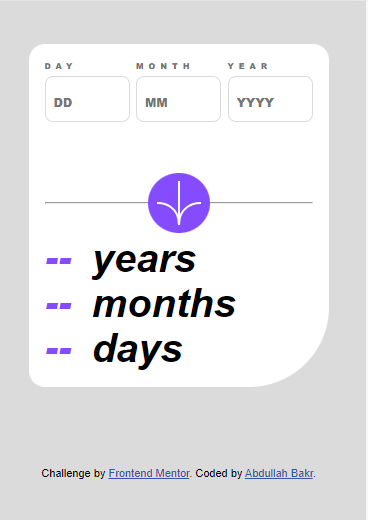 DAY MONTH YEAR
DD MM YYYY
-- years
-- months
-- days
Challenge by Frontend Mentor. Coded by Abdullah Bakr.